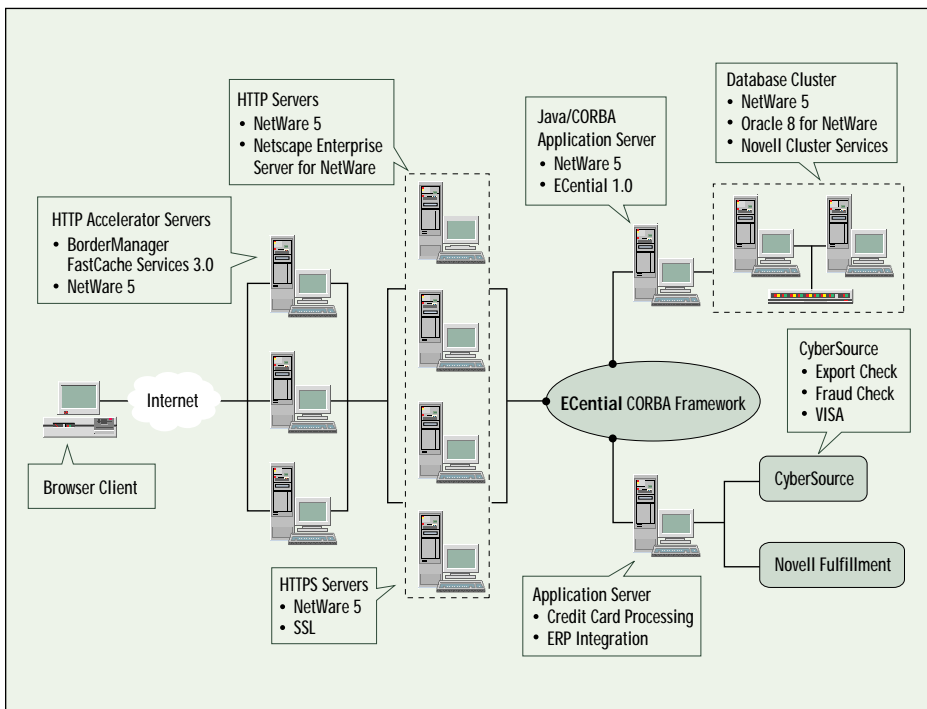 HTTP Servers
• NetWare 5
• Netscape Enterprise
Server for NetWare
Java/CORBA
Application Server
• NetWare 5
• ECential 1.0
Database Cluster
• NetWare 5
• Oracle 8 for NetWare
• Novell Cluster Services
HTTP Accelerator Servers
• BorderManager
FastCache Services 3.0
• NetWare 5
CyberSource
• Export Check
• Fraud Check
• VISA
Internet
ECential CORBA Framework
Browser Client
CyberSource
Novell Fulfillment
HTTPS Servers
• NetWare 5
• SSL
Application Server
• Credit Card Processing
• ERP Integration